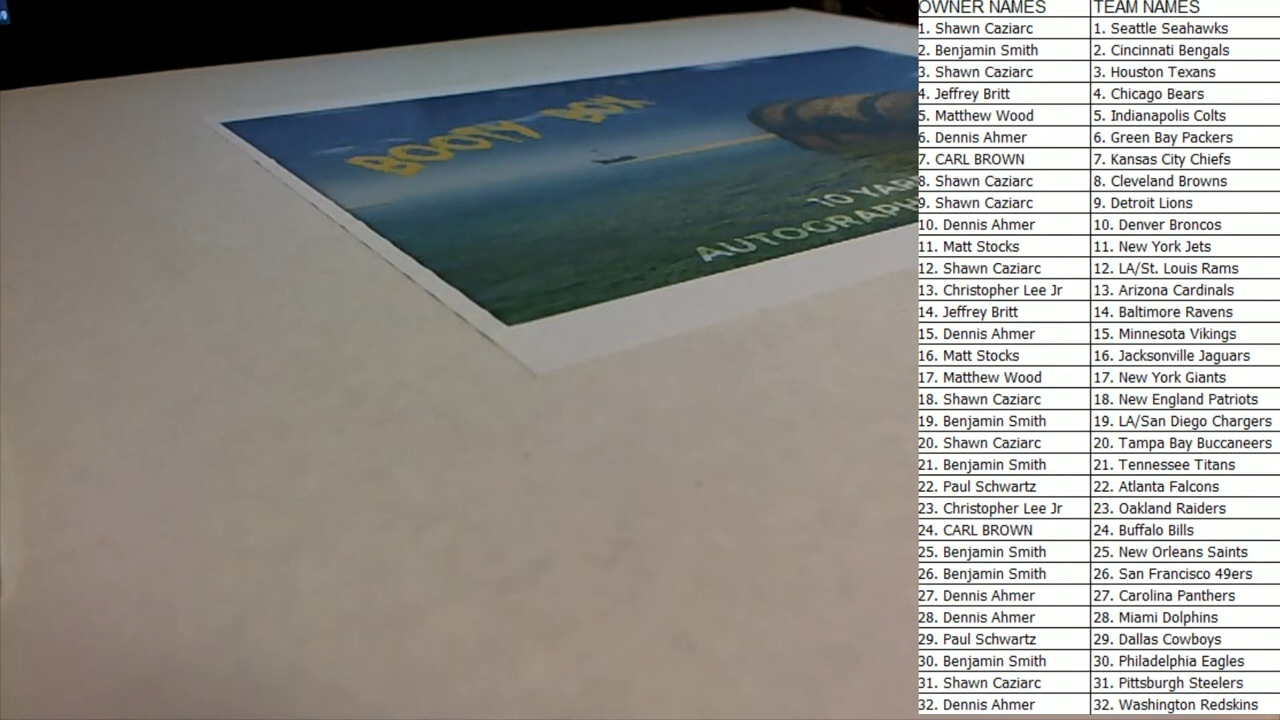 BOOTY BOX
10 YAR
AUTOGRAPH
OWNER NAMES TEAM NAMES
1. Shawn Caziarc 1. Seattle Seahawks
2. Benjamin Smith 2. Cincinnati Bengals
3. Shawn Caziarc 3. Houston Texans
4. Jeffrey Britt 4. Chicago Bears
5. Matthew Wood 5. Indianapolis Colts
6. Dennis Ahmer 6. Green Bay Packers
7. CARL BROWN 7. Kansas City Chiefs
8. Shawn Caziarc 8. Cleveland Browns
9. Shawn Caziarc 9. Detroit Lions
10. Dennis Ahmer 10. Denver Broncos
11. Matt Stocks 11. New York Jets
12. Shawn Caziarc 12. LA/St. Louis Rams
13. Christopher Lee Jr 13. Arizona Cardinals
14. Jeffrey Britt 14. Baltimore Ravens
15. Dennis Ahmer 15. Minnesota Vikings
16. Matt Stocks 16. Jacksonville Jaguars
17. Matthew Wood 17. New York Giants
18. Shawn Caziarc 18. New England Patriots
19. Benjamin Smith 19. LA/San Diego Chargers
20. Shawn Caziarc 20. Tampa Bay Buccaneers
21. Benjamin Smith 21. Tennessee Titans
22. Paul Schwartz 22. Atlanta Falcons
23. Christopher Lee Jr 23. Oakland Raiders
24. CARL BROWN 24. Buffalo Bills
25. Benjamin Smith 25. New Orleans Saints
26. Benjamin Smith 26. San Francisco 49ers
27. Dennis Ahmer 27. Carolina Panthers
28. Dennis Ahmer 28. Miami Dolphins
29. Paul Schwartz 29. Dallas Cowboys
30. Benjamin Smith 30. Philadelphia Eagles
31. Shawn Caziarc 31. Pittsburgh Steelers
32. Dennis Ahmer 32. Washington Redskins